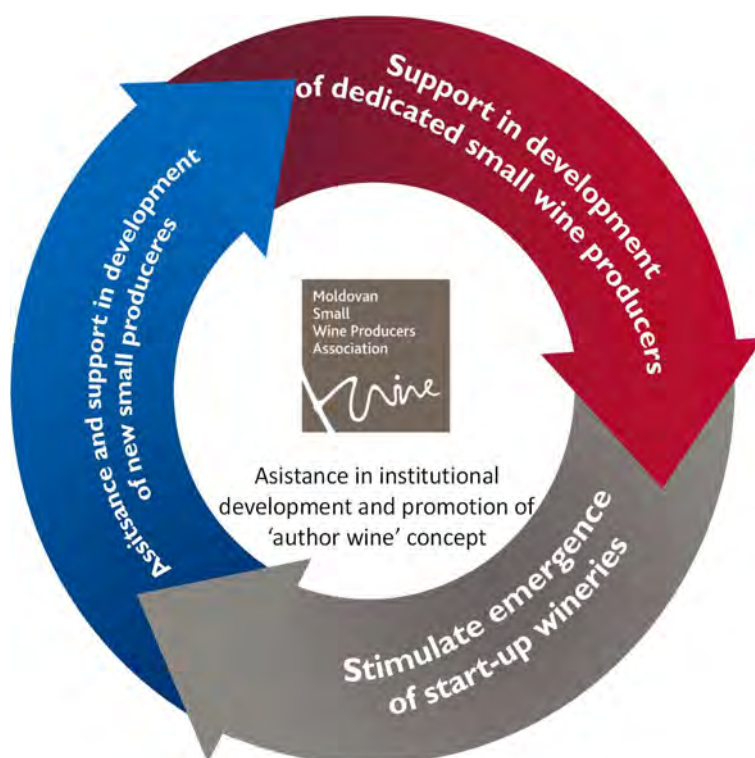 Support in development
of dedicated small wine producers
Stimulate emergence
of start-up wineries
Assitsance and support in development
of new small produceres
Moldovan
Small
Wine Producers
Association
Wine
Asistance in institutional
development and promotion of
‘author wine’ concept